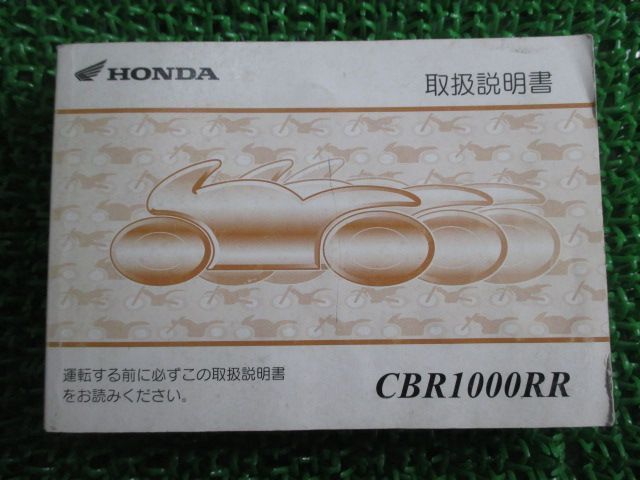 HONDA
取扱説明書
運転する前に必ずこの取扱説明書
をお読みください。
CBR1000RR